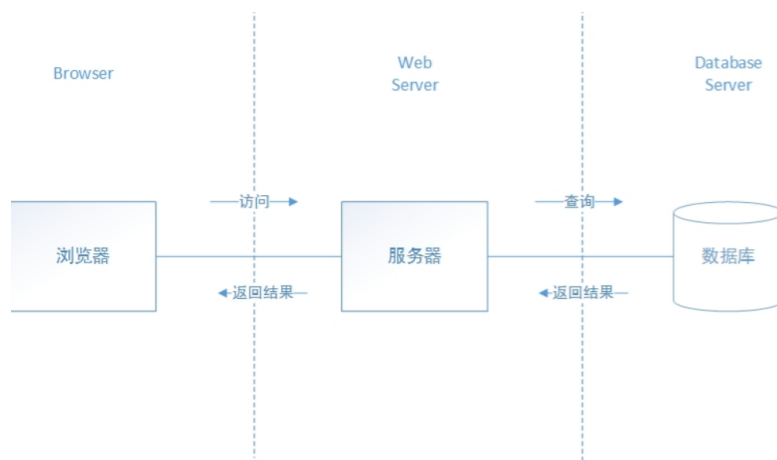 Browser
Web
Server
Database
Server
访问
查询
浏览器
服务器
数据库
返回结果
返回结果